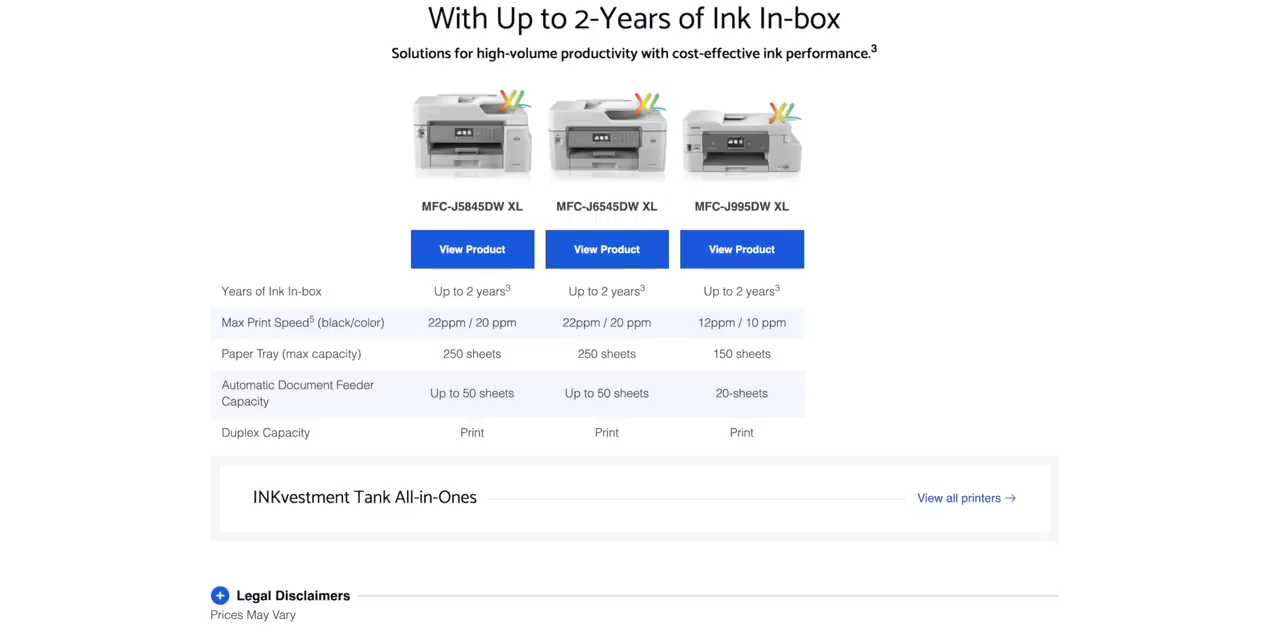 With Up to 2-Years of Ink In-box
Solutions for high-volume productivity with cost-effective ink performance.3
XL XL XL
MFC-J5845DW XL MFC-J6545DW XL MFC-J995DW XL
View Product View Product View Product
Years of Ink In-box Up to 2 years3 Up to 2 years3 Up to 2 years3
Max Print Speed5 (black/color) 22ppm / 20 ppm 22ppm / 20 ppm 12ppm / 10 ppm
Paper Tray (max capacity) 250 sheets 250 sheets 150 sheets
Automatic Document Feeder
Capacity Up to 50 sheets Up to 50 sheets 20-sheets
Duplex Capacity Print Print Print
INKvestment Tank All-in-Ones View all printers →
Legal Disclaimers
Prices May Vary